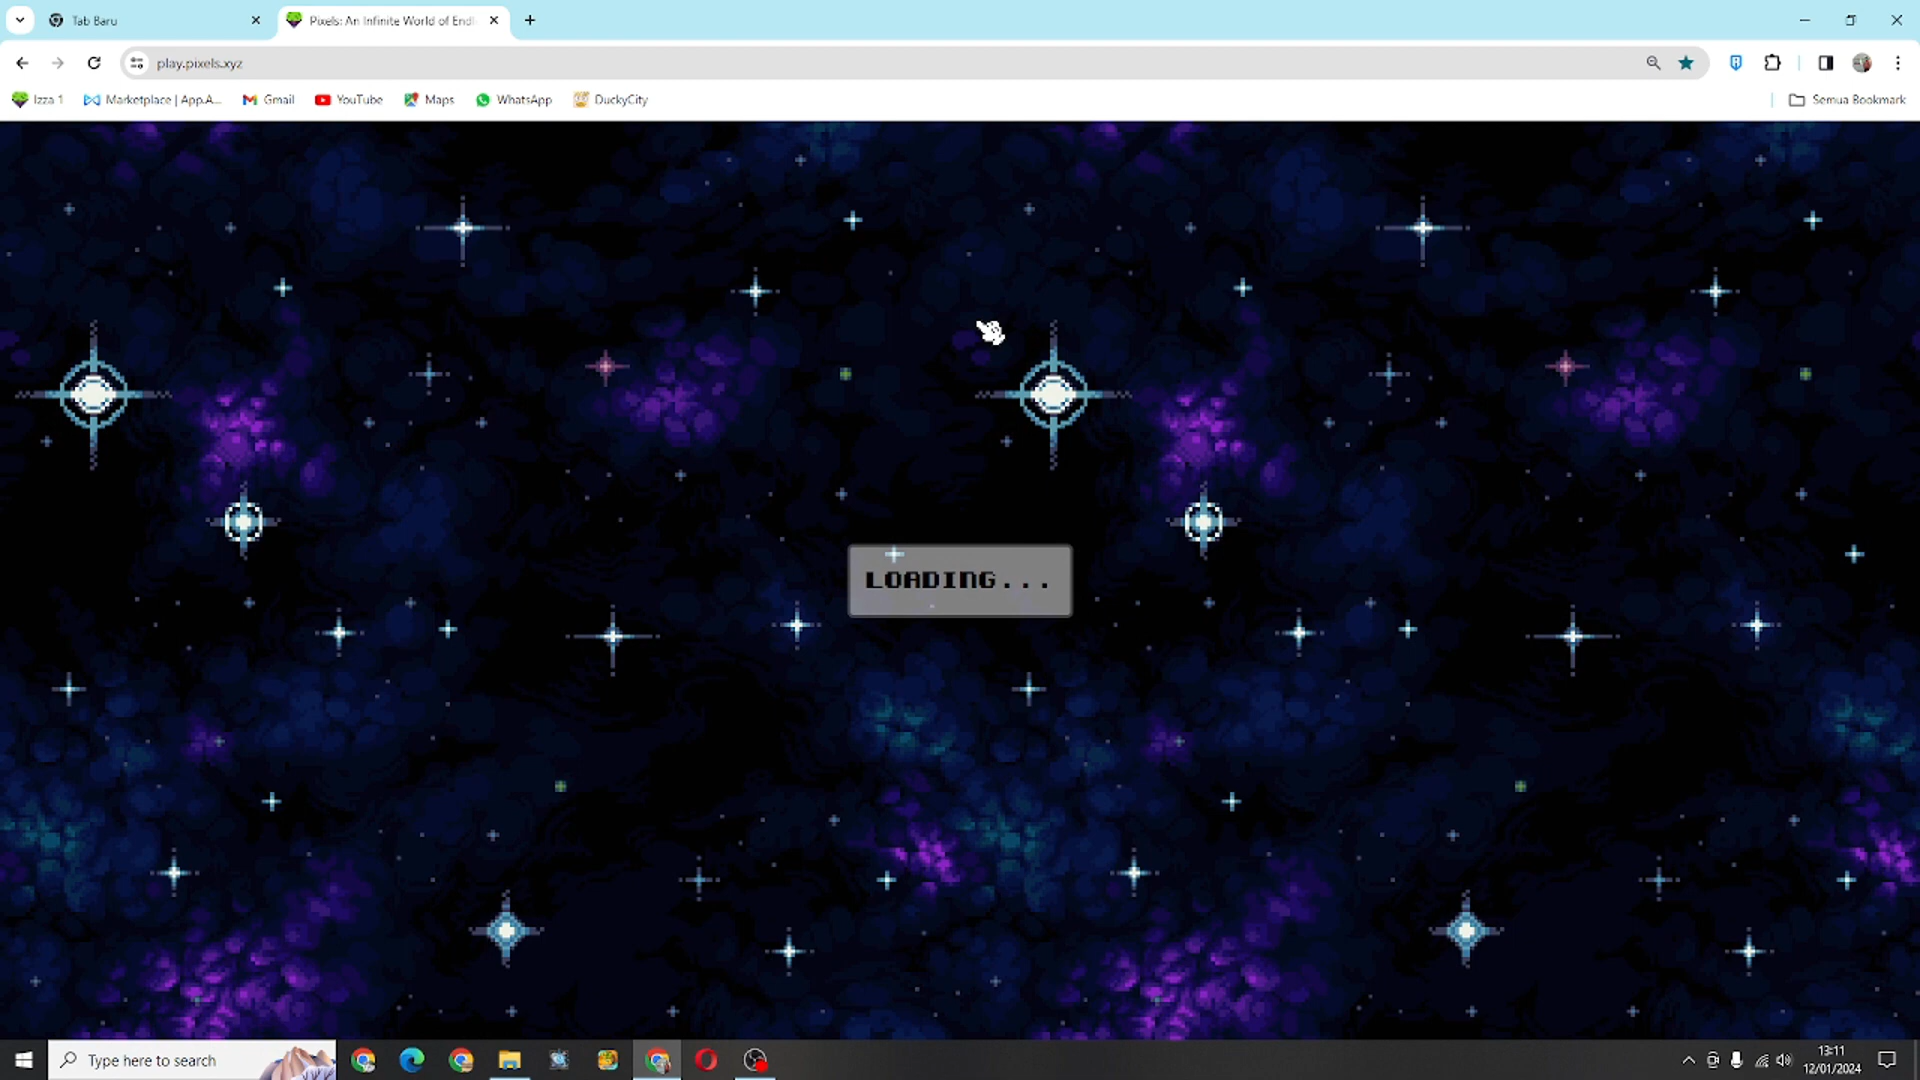 Tab Baru
Pixels: An Infinite World of Endl
play.pixels.xyz
Izza 1
Marketplace | App.A...
Gmail
YouTube
Maps
WhatsApp
DuckyCity
Semua Bookmark
LOADING...
Type here to search
13:11
12/01/2024